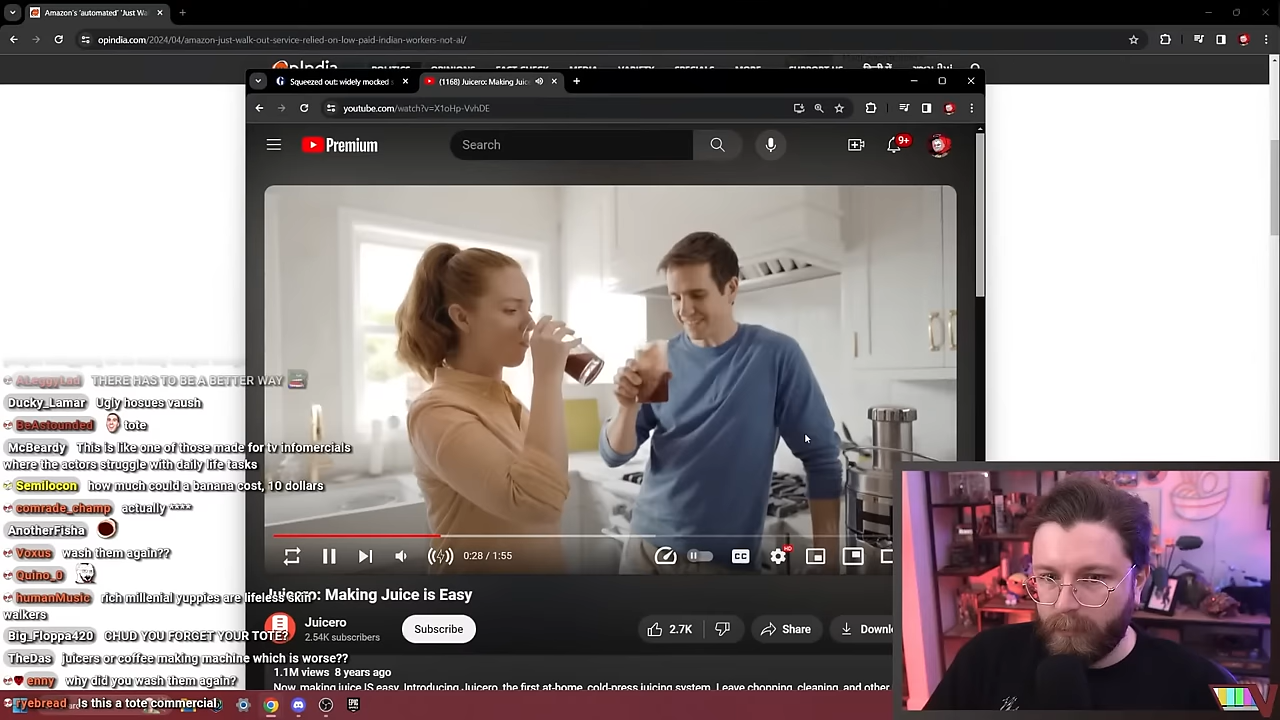 Amazon's 'automated' 'Just Wa
opindia.com/2024/04/amazon-just-walk-out-service-relied-on-low-paid-indian-workers-not-ai/
OpIndia
Squeezed out: widely mocked s
(1168) Juicero: Making Juic
youtube.com/watch?v=X1oHp-VvhDE
Premium
Search
9+
0:28 / 1:55
CC
HD
Juicero: Making Juice is Easy
Juicero
2.54K subscribers
Subscribe
2.7K
Share
Downl
1.1M views 8 years ago
Now making juice IS easy. Introducing Juicero, the first at-home, cold-press juicing system. Leave chopping, cleaning, and other
ALaggyLad THERE HAS TO BE A BETTER WAY
Ducky_Lamar Ugly hosues vaush
BeAstounded tote
McBeardy This is like one of those made for tv infomercials
where the actors struggle with daily life tasks
Semilocon how much could a banana cost, 10 dollars
comrade_champ actually ****
AnotherFisha
Voxus wash them again??
Quino_0
humanMusic rich millenial yuppies are lifeless skin
walkers
Big_Floppa420 CHUD YOU FORGET YOUR TOTE?
TheDas juicers or coffee making machine which is worse??
enny why did you wash them again?
ryebread Is this a tote commercial